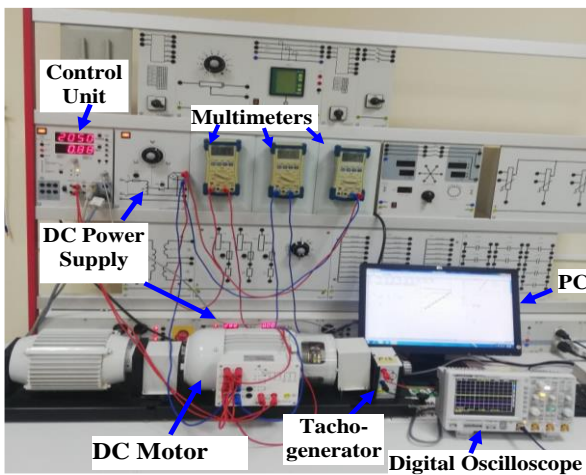 Control
Unit
Multimeters
2050
DC Power
Supply
PC
DC Motor
Tacho-
generator
Digital Oscilloscope